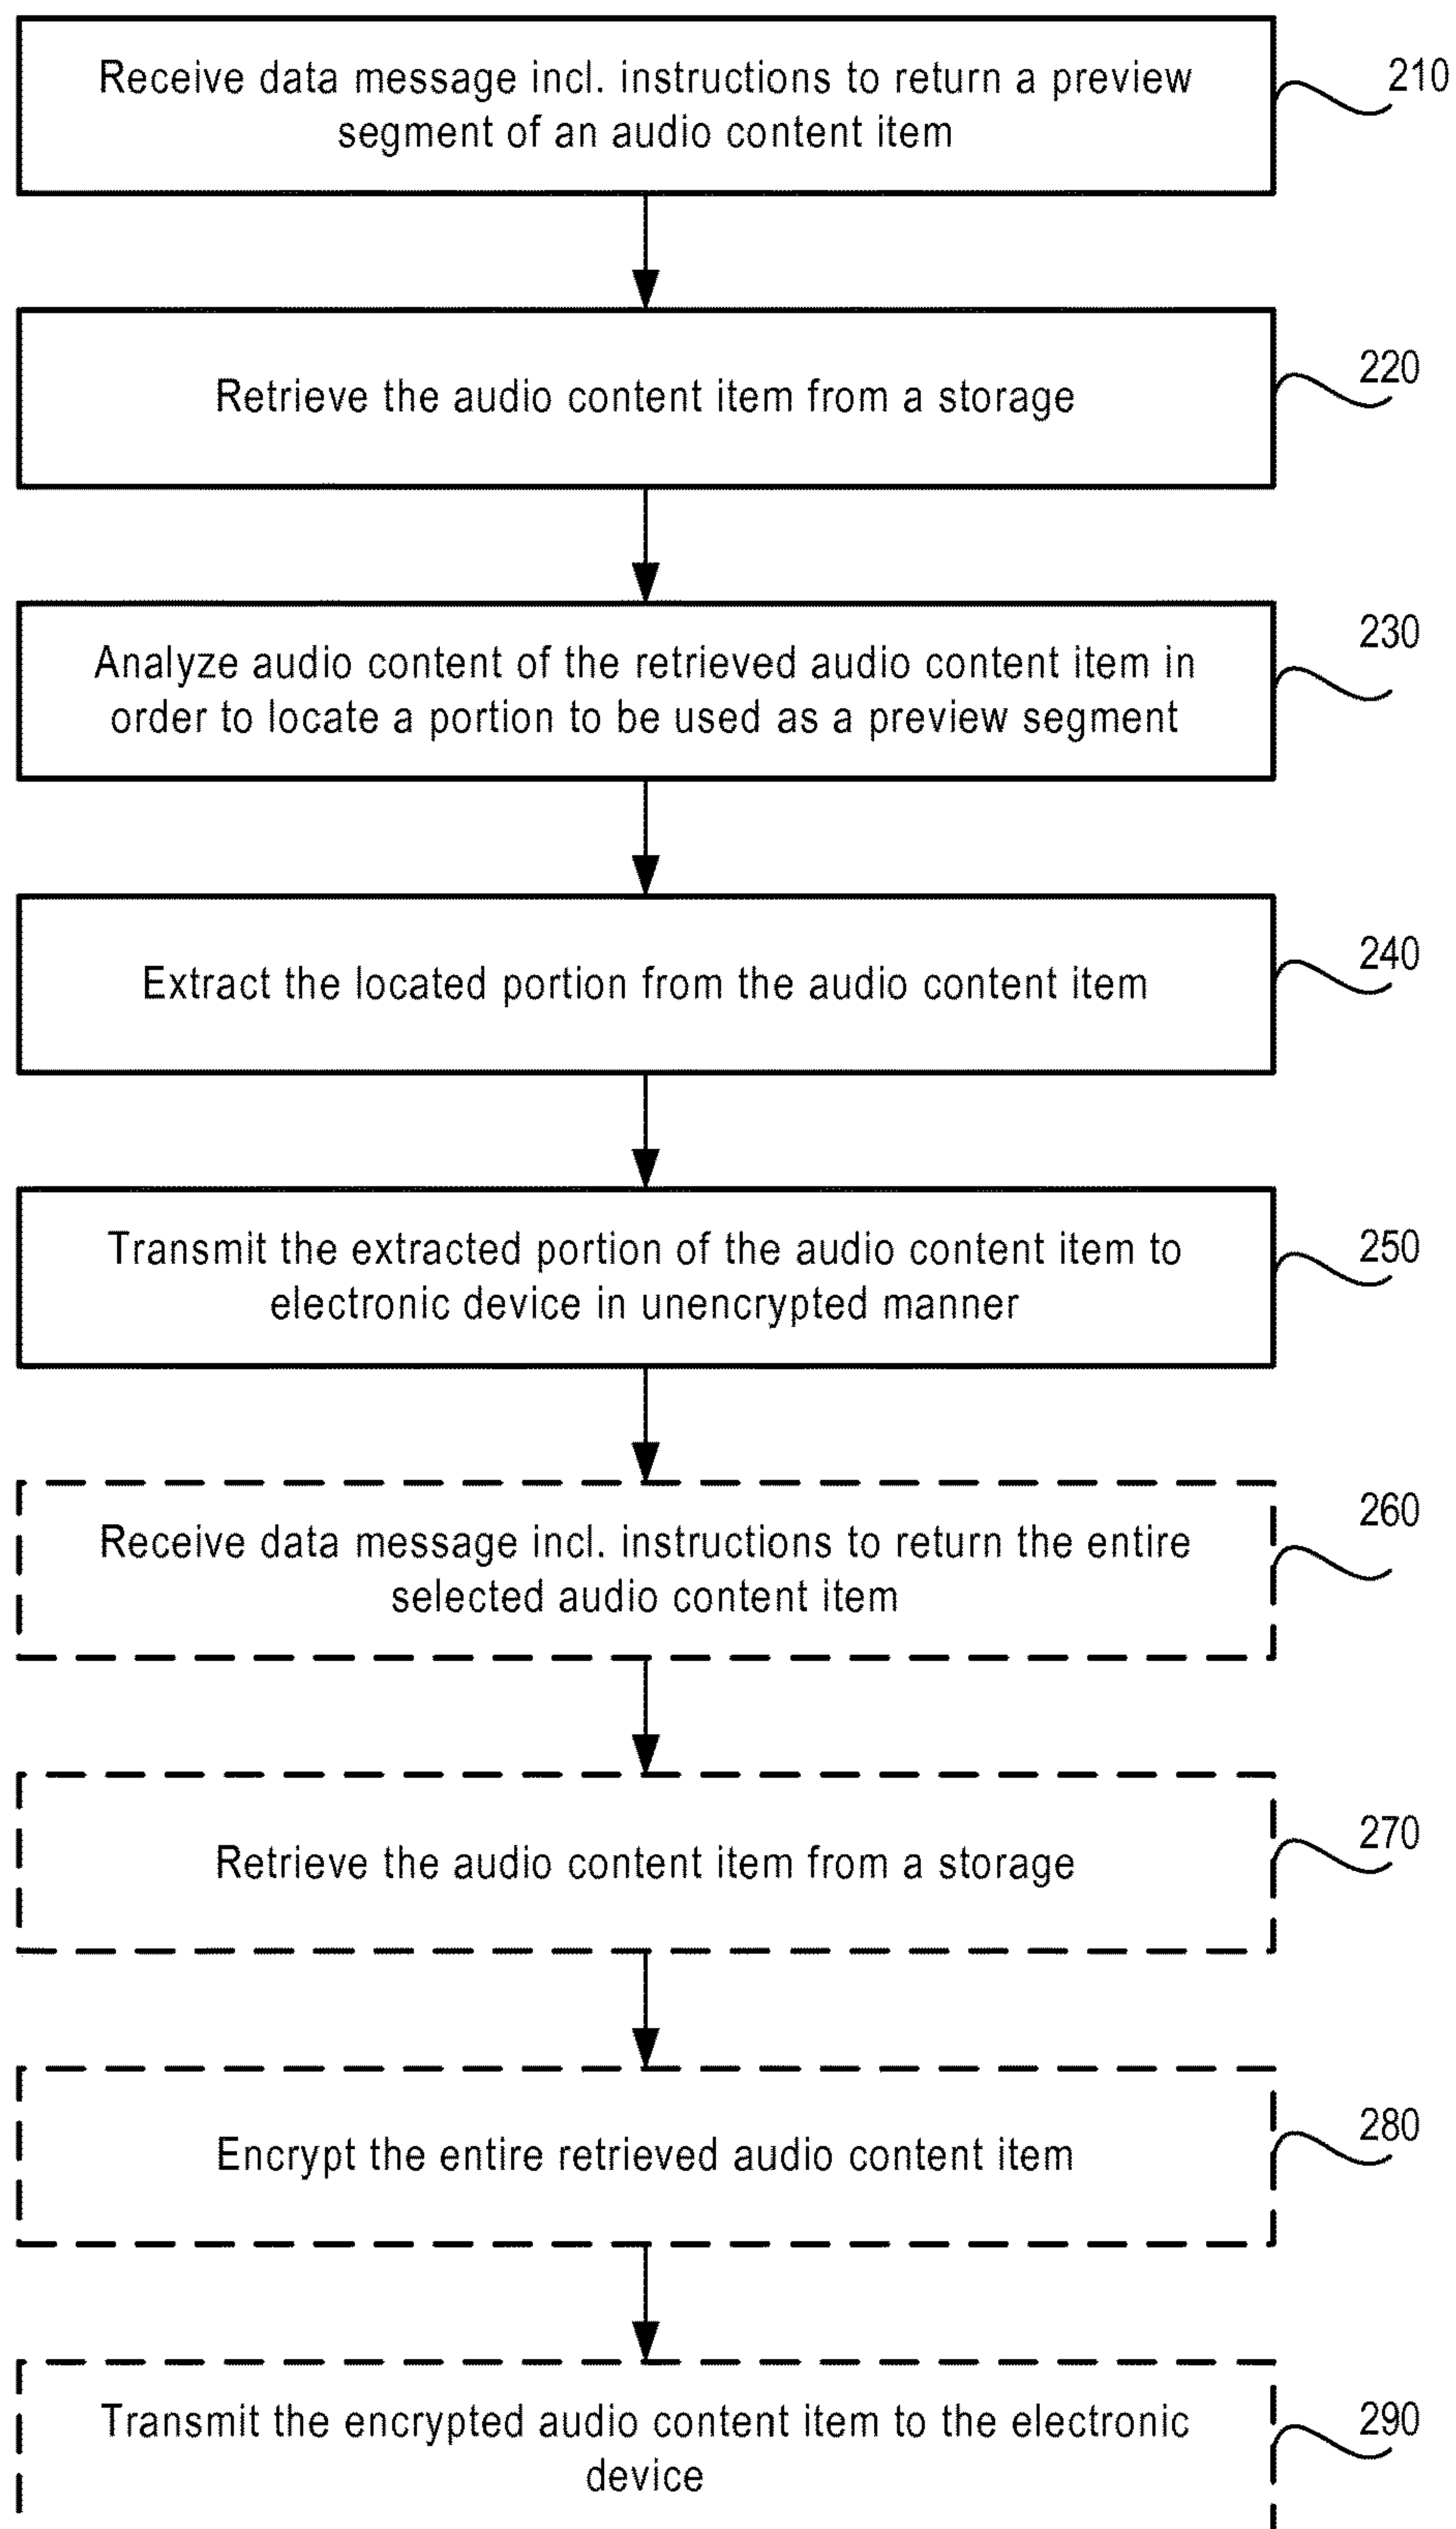 Receive data message incl. instructions to return a preview
segment of an audio content item
210
Retrieve the audio content item from a storage
220
Analyze audio content of the retrieved audio content item in
order to locate a portion to be used as a preview segment
230
Extract the located portion from the audio content item
240
Transmit the extracted portion of the audio content item to
electronic device in unencrypted manner
250
Receive data message incl. instructions to return the entire
selected audio content item
260
Retrieve the audio content item from a storage
270
Encrypt the entire retrieved audio content item
280
Transmit the encrypted audio content item to the electronic
device
290